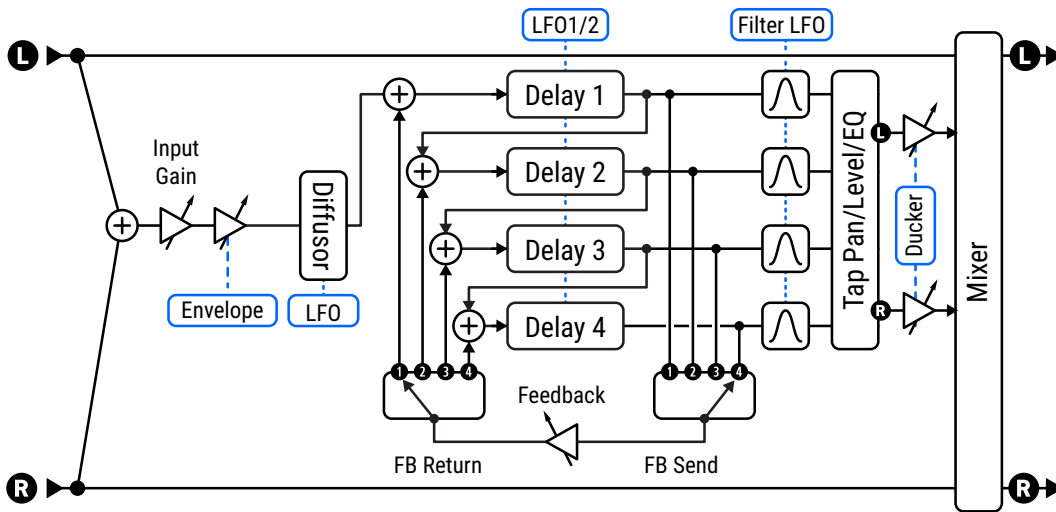 LFO1/2
Filter LFO
L
L
Delay 1
Input
Gain
Diffusor
Delay 2
Delay 3
Delay 4
Tap Pan/Level/EQ
L
R
Ducker
Mixer
Envelope
LFO
1 2 3 4
1 2 3 4
Feedback
FB Return
FB Send
R
R